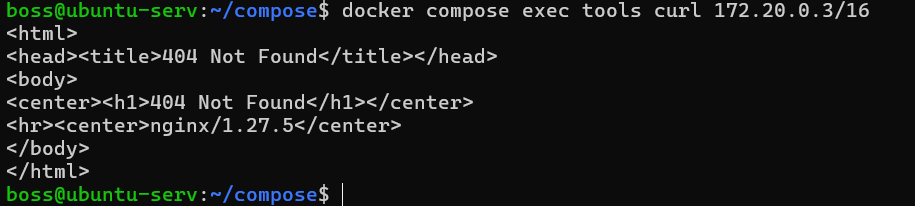 boss@ubuntu-serv:~/compose$ docker compose exec tools curl 172.20.0.3/16
<html>
<head><title>404 Not Found</title></head>
<body>
<center><h1>404 Not Found</h1></center>
<hr><center>nginx/1.27.5</center>
</body>
</html>
boss@ubuntu-serv:~/compose$